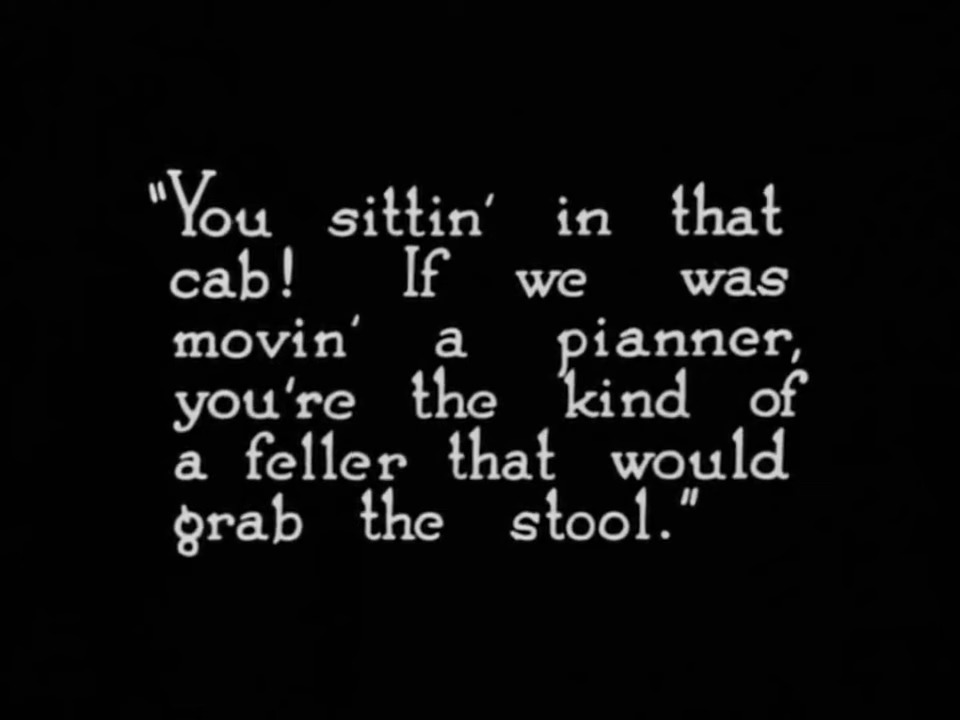 "You sittin' in that
cab! If we was
movin' a pianner,
you're the kind of
a feller that would
grab the stool."